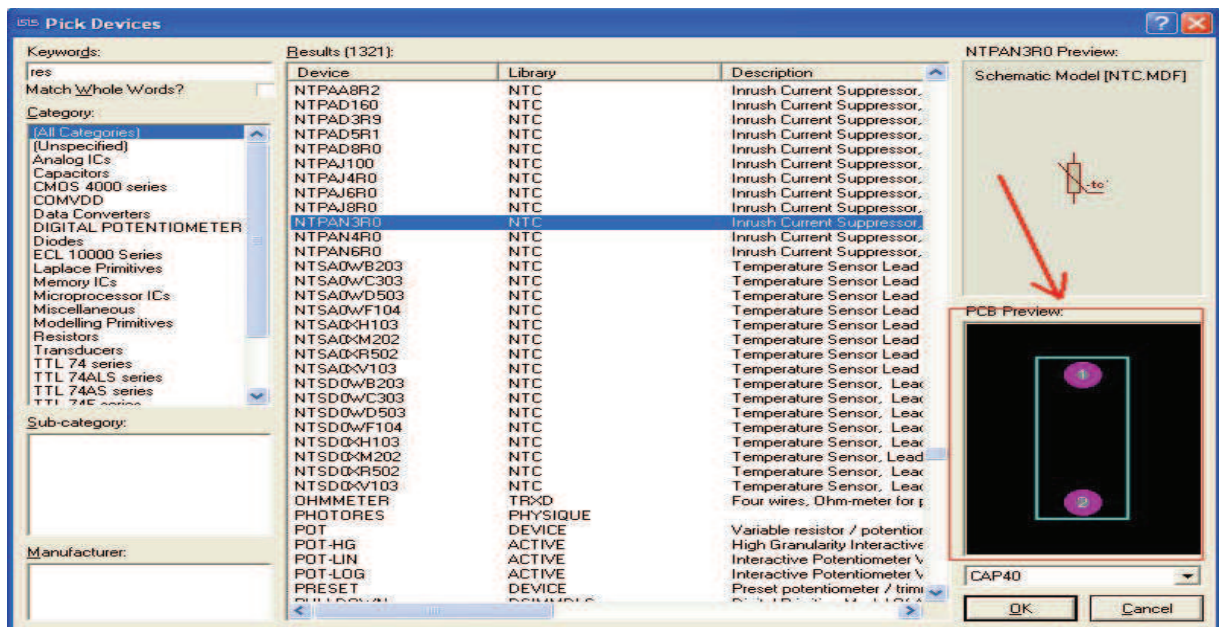 ISIS Pick Devices
Keywords:
res
Match Whole Words?
Category:
(All Categories)
(Unspecified)
Analog ICs
Capacitors
CMOS 4000 series
COMVDD
Data Converters
DIGITAL POTENTIOMETER
Diodes
ECL 10000 Series
Laplace Primitives
Memory ICs
Microprocessor ICs
Miscellaneous
Modelling Primitives
Resistors
Transducers
TTL 74 series
TTL 74ALS series
TTL 74AS series
Sub-category:
Manufacturer:
Results (1321):
Device Library Description
NTPAA8R2 NTC Inrush Current Suppressor,
NTPAD160 NTC Inrush Current Suppressor,
NTPAD3R9 NTC Inrush Current Suppressor,
NTPAD5R1 NTC Inrush Current Suppressor,
NTPAD8R0 NTC Inrush Current Suppressor,
NTPAJ100 NTC Inrush Current Suppressor,
NTPAJ4R0 NTC Inrush Current Suppressor,
NTPAJ6R0 NTC Inrush Current Suppressor,
NTPAJ8R0 NTC Inrush Current Suppressor,
NTPAN3R0 NTC Inrush Current Suppressor,
NTPAN4R0 NTC Inrush Current Suppressor,
NTPAN6R0 NTC Inrush Current Suppressor,
NTSA0WB203 NTC Temperature Sensor Lead
NTSA0WC303 NTC Temperature Sensor Lead
NTSA0WD503 NTC Temperature Sensor Lead
NTSA0WF104 NTC Temperature Sensor Lead
NTSA0XH103 NTC Temperature Sensor Lead
NTSA0XM202 NTC Temperature Sensor Lead
NTSA0XR502 NTC Temperature Sensor Lead
NTSA0XV103 NTC Temperature Sensor Lead
NTSD0WB203 NTC Temperature Sensor, Lead
NTSD0WC303 NTC Temperature Sensor, Lead
NTSD0WD503 NTC Temperature Sensor, Lead
NTSD0WF104 NTC Temperature Sensor, Lead
NTSD0XH103 NTC Temperature Sensor, Lead
NTSD0XM202 NTC Temperature Sensor, Lead
NTSD0XR502 NTC Temperature Sensor, Lead
NTSD0XV103 NTC Temperature Sensor, Lead
OHMMETER TRXD Four wires, Ohm-meter for
PHOTORES PHYSIQUE
POT DEVICE Variable resistor / potentior
POT-HG ACTIVE High Granularity Interactive
POT-LIN ACTIVE Interactive Potentiometer V
POT-LOG ACTIVE Interactive Potentiometer V
PRESET DEVICE Preset potentiometer / trimr
NTPAN3R0 Preview:
Schematic Model [NTC.MDF]
-tc°
PCB Preview:
1
2
CAP40
OK Cancel